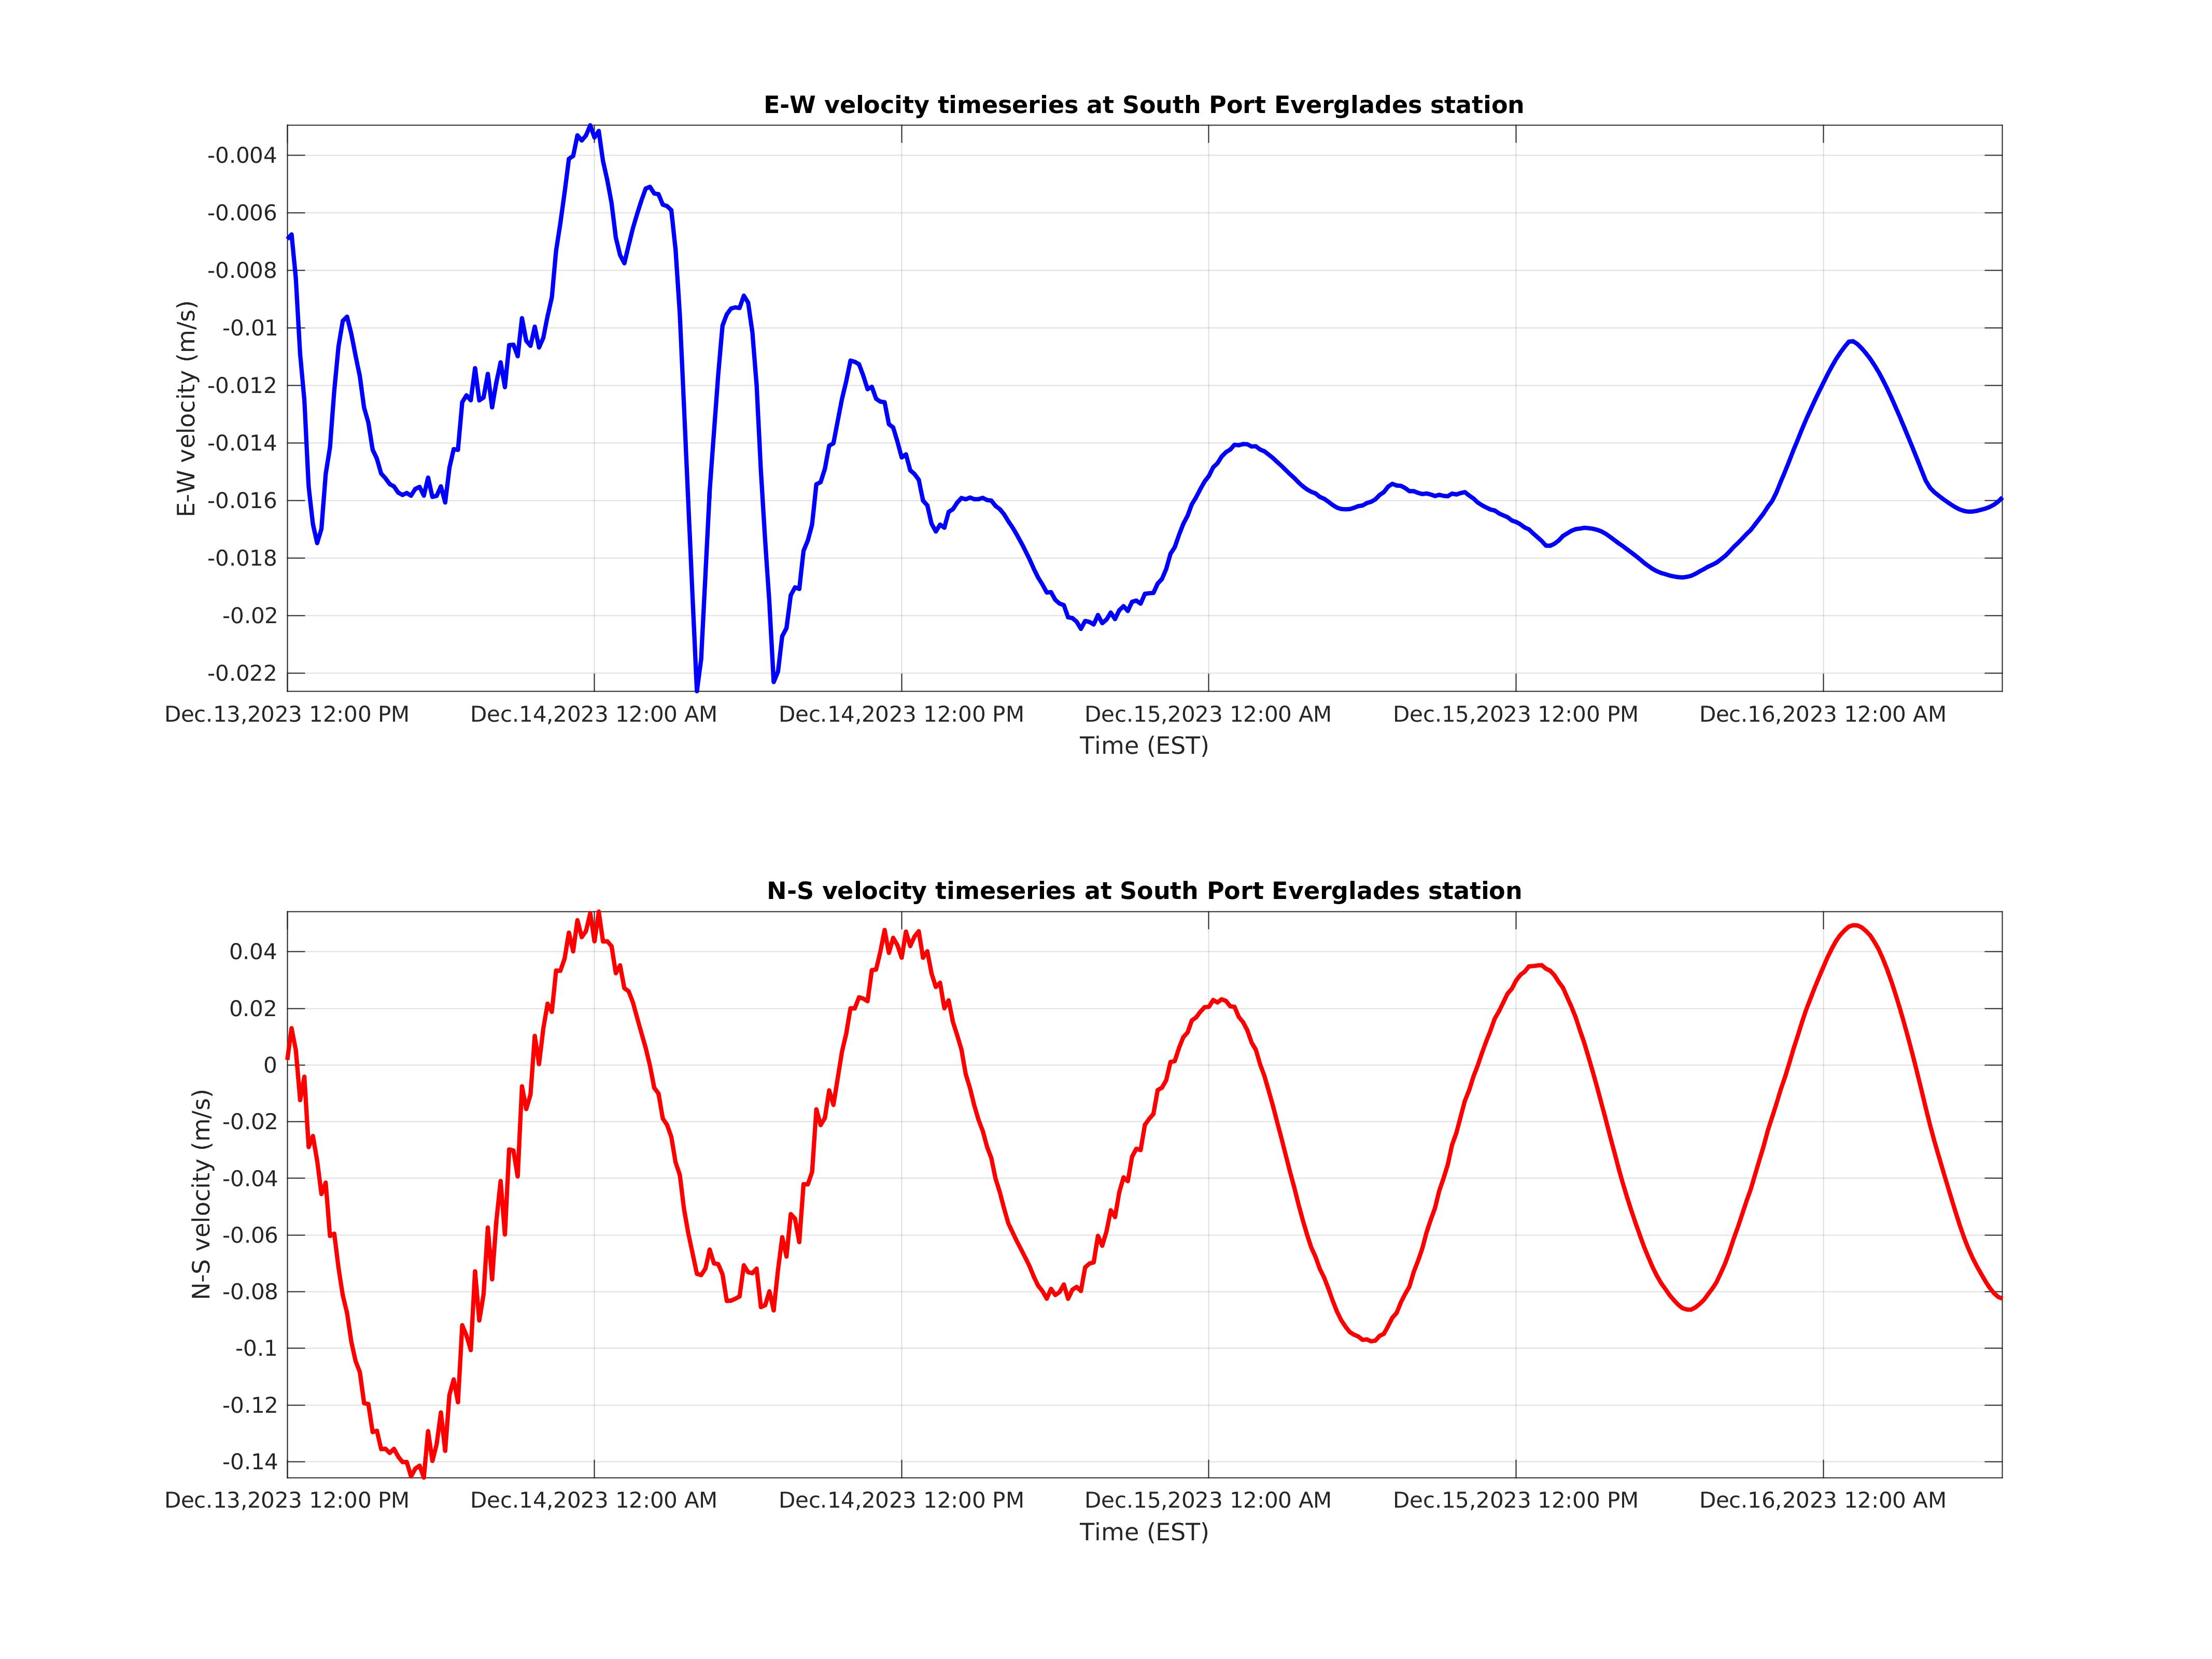 E-W velocity timeseries at South Port Everglades station
E-W velocity (m/s)
-0.004
-0.006
-0.008
-0.01
-0.012
-0.014
-0.016
-0.018
-0.02
-0.022
Dec.13,2023 12:00 PM Dec.14,2023 12:00 AM Dec.14,2023 12:00 PM Dec.15,2023 12:00 AM Dec.15,2023 12:00 PM Dec.16,2023 12:00 AM
Time (EST)
N-S velocity timeseries at South Port Everglades station
N-S velocity (m/s)
0.04
0.02
0
-0.02
-0.04
-0.06
-0.08
-0.1
-0.12
-0.14
Dec.13,2023 12:00 PM Dec.14,2023 12:00 AM Dec.14,2023 12:00 PM Dec.15,2023 12:00 AM Dec.15,2023 12:00 PM Dec.16,2023 12:00 AM
Time (EST)